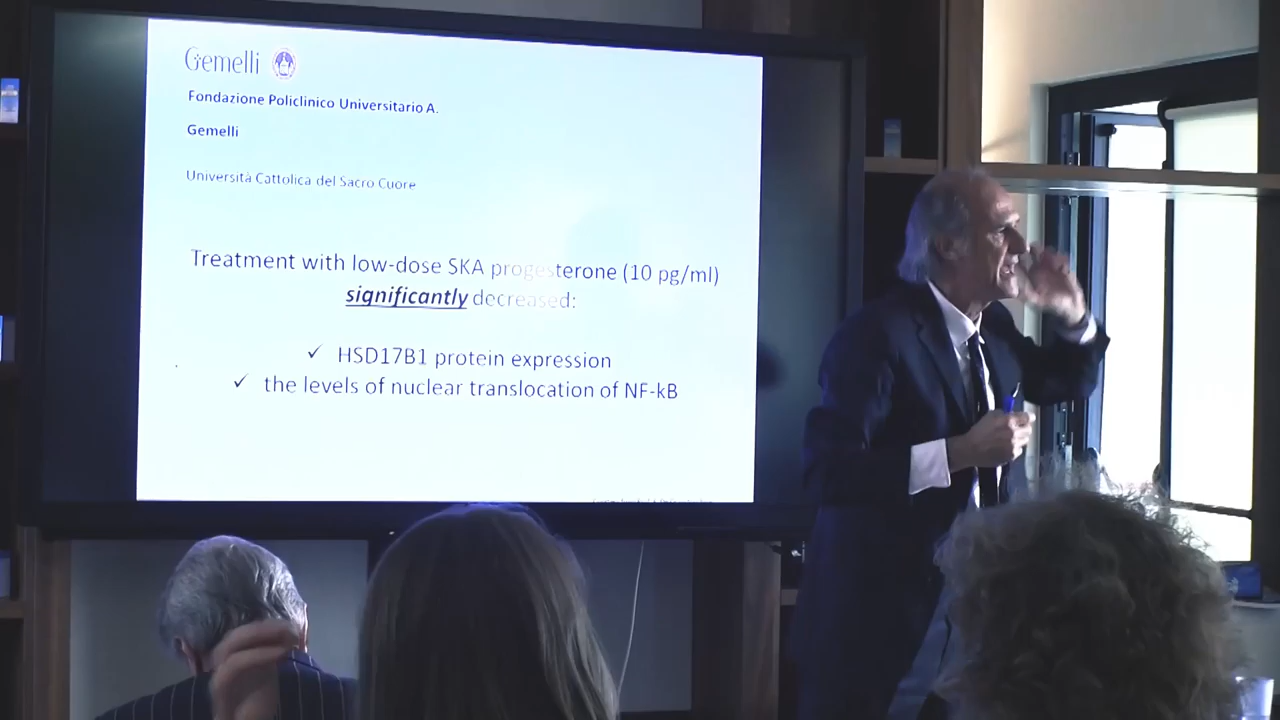 Gemelli
Fondazione Policlinico Universitario A.
Gemelli
Università Cattolica del Sacro Cuore
Treatment with low-dose SKA progesterone (10 pg/ml)
significantly decreased:
✓ HSD17B1 protein expression
✓ the levels of nuclear translocation of NF-kB